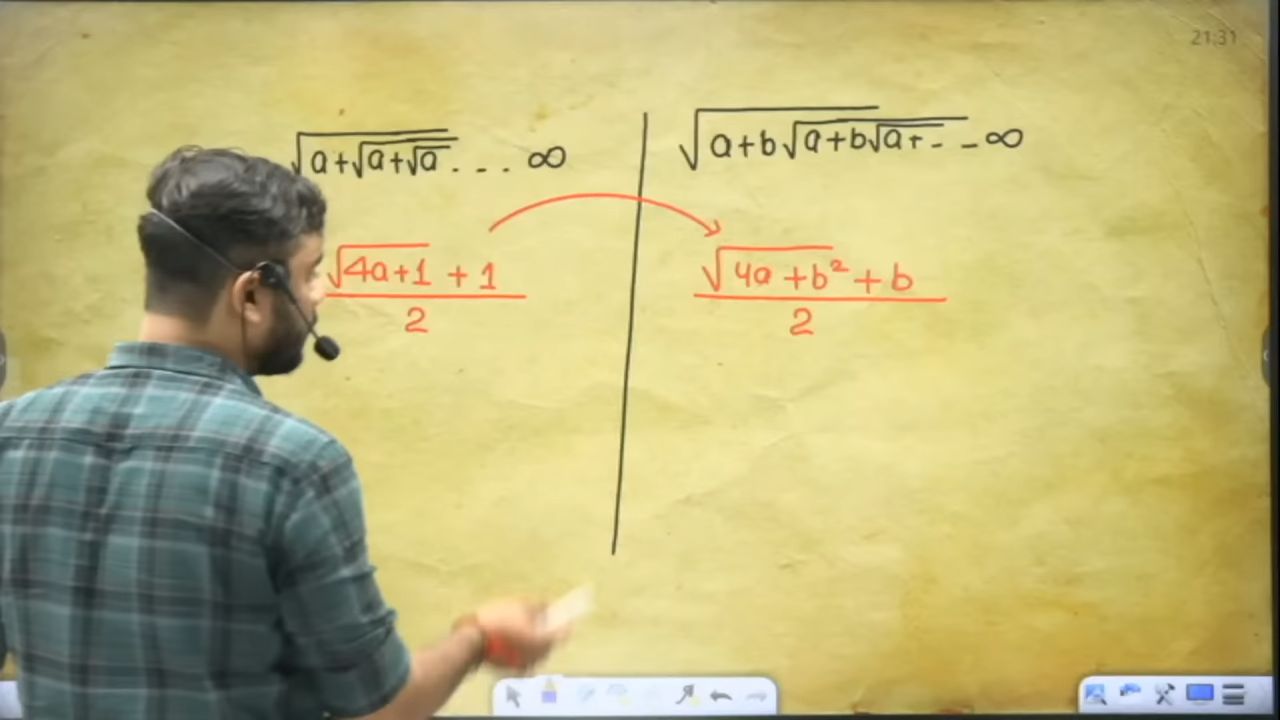 21:31
√(a+√(a+√a)) . . . . ∞
√(a+b√(a+b√(a+- - -∞
(√(4a+1) + 1)/2
(√(4a+b²) + b)/2